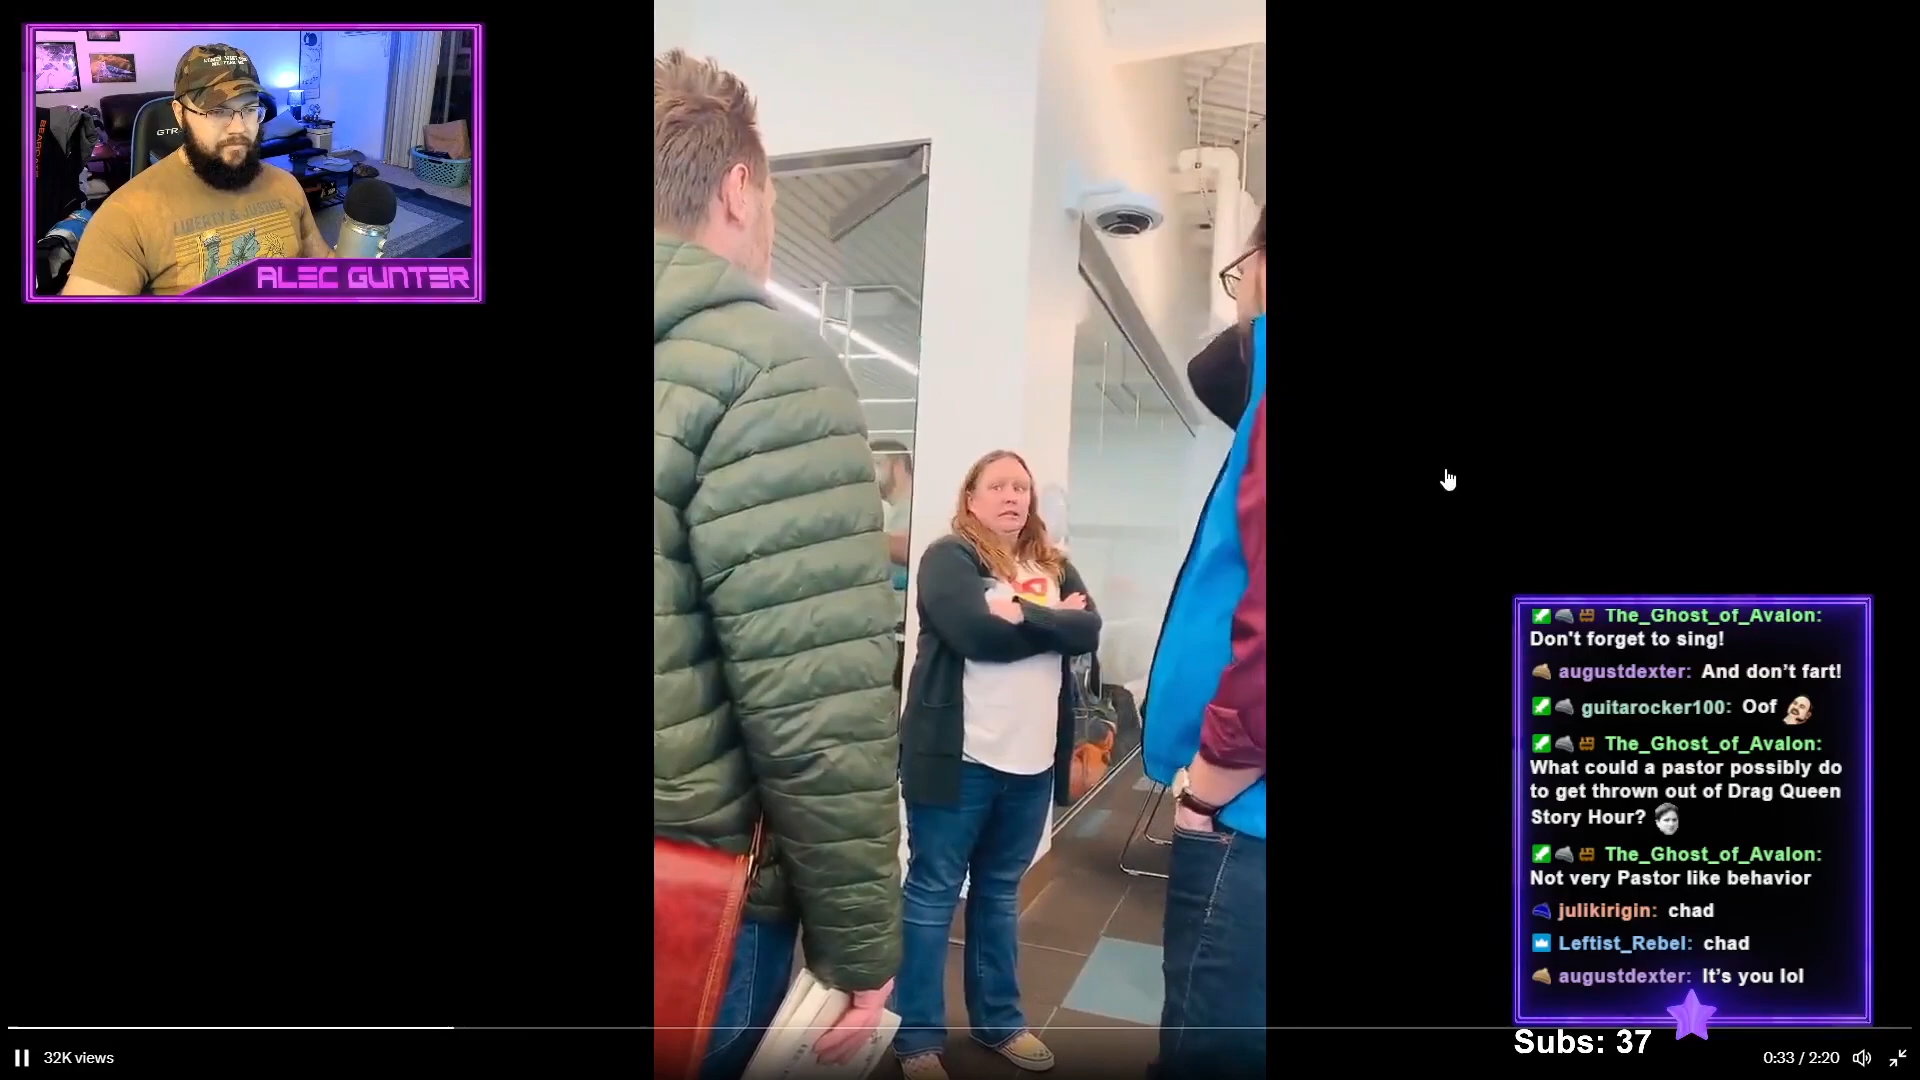 GTR
LIBERTY & JUSTICE
ALEC GUNTER
The_Ghost_of_Avalon:
Don't forget to sing!
augustdexter: And don’t fart!
guitarocker100: Oof
The_Ghost_of_Avalon:
What could a pastor possibly do
to get thrown out of Drag Queen
Story Hour?
The_Ghost_of_Avalon:
Not very Pastor like behavior
julikirigin: chad
Leftist_Rebel: chad
augustdexter: It’s you lol
Subs: 37
32K views
0:33 / 2:20